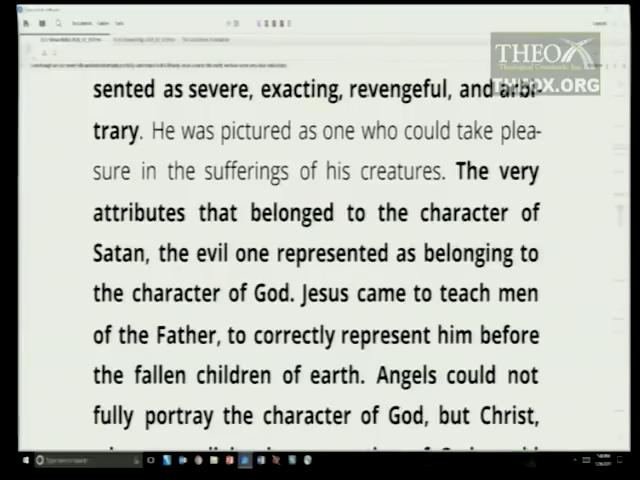 THEOX
THEOX.ORG
sented as severe, exacting, revengeful, and arbi-
trary. He was pictured as one who could take plea-
sure in the sufferings of his creatures. The very
attributes that belonged to the character of
Satan, the evil one represented as belonging to
the character of God. Jesus came to teach men
of the Father, to correctly represent him before
the fallen children of earth. Angels could not
fully portray the character of God, but Christ,